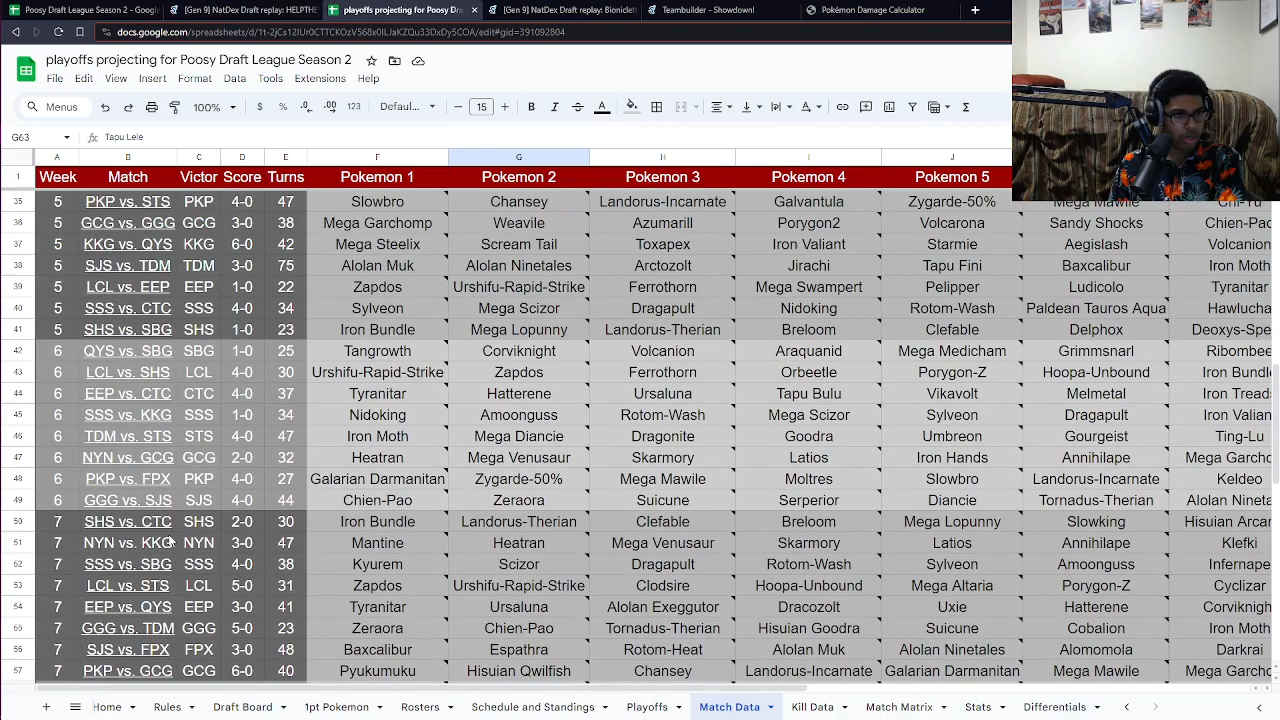 Poosy Draft League Season 2 - Google
[Gen 9] NatDex Draft replay: HELPTHE
playoffs projecting for Poosy Dra
[Gen 9] NatDex Draft replay: Bioniclet
Teambuilder - Showdown!
Pokemon Damage Calculator
docs.google.com/spreadsheets/d/1t-2jCs12IUr0CTTCKOzV568x0ILJaKZQu33DxDy5COA/edit#gid=391092804
playoffs projecting for Poosy Draft League Season 2
File Edit View Insert Format Data Tools Extensions Help
Menus 100% $ % .0 .00 123 Defaul... 15 B I A
G63 fx Tapu Lele
A B C D E F G H I J
1 Week Match Victor Score Turns Pokemon 1 Pokemon 2 Pokemon 3 Pokemon 4 Pokemon 5
35 5 PKP vs. STS PKP 4-0 47 Slowbro Chansey Landorus-Incarnate Galvantula Zygarde-50% Mega Mawile Chi-Yu
36 5 GCG vs. GGG GCG 3-0 38 Mega Garchomp Weavile Azumarill Porygon2 Volcarona Sandy Shocks Chien-Pao
37 5 KKG vs. QYS KKG 6-0 42 Mega Steelix Scream Tail Toxapex Iron Valiant Starmie Aegislash Volcanion
38 5 SJS vs. TDM TDM 3-0 75 Alolan Muk Alolan Ninetales Arctozolt Jirachi Tapu Fini Baxcalibur Iron Moth
39 5 LCL vs. EEP EEP 1-0 22 Zapdos Urshifu-Rapid-Strike Ferrothorn Mega Swampert Pelipper Ludicolo Tyranitar
40 5 SSS vs. CTC SSS 4-0 34 Sylveon Mega Scizor Dragapult Nidoking Rotom-Wash Paldean Tauros Aqua Hawlucha
41 5 SHS vs. SBG SHS 1-0 23 Iron Bundle Mega Lopunny Landorus-Therian Breloom Clefable Delphox Deoxys-Spe
42 6 QYS vs. SBG SBG 1-0 25 Tangrowth Corviknight Volcanion Araquanid Mega Medicham Grimmsnarl Ribombee
43 6 LCL vs. SHS LCL 4-0 30 Urshifu-Rapid-Strike Zapdos Ferrothorn Orbeetle Porygon-Z Hoopa-Unbound Iron Bundle
44 6 EEP vs. CTC CTC 4-0 37 Tyranitar Hatterene Ursaluna Tapu Bulu Vikavolt Melmetal Iron Treads
45 6 SSS vs. KKG SSS 1-0 34 Nidoking Amoonguss Rotom-Wash Mega Scizor Sylveon Dragapult Iron Valian
46 6 TDM vs. STS STS 4-0 47 Iron Moth Mega Diancie Dragonite Goodra Umbreon Gourgeist Ting-Lu
47 6 NYN vs. GCG GCG 2-0 32 Heatran Mega Venusaur Skarmory Latios Iron Hands Annihilape Mega Garcho
48 6 PKP vs. FPX PKP 4-0 27 Galarian Darmanitan Zygarde-50% Mega Mawile Moltres Slowbro Landorus-Incarnate Keldeo
49 6 GGG vs. SJS SJS 4-0 44 Chien-Pao Zeraora Suicune Serperior Diancie Tornadus-Therian Alolan Nineta
50 7 SHS vs. CTC SHS 2-0 30 Iron Bundle Landorus-Therian Clefable Breloom Mega Lopunny Slowking Hisuian Arcan
51 7 NYN vs. KKG NYN 3-0 47 Mantine Heatran Mega Venusaur Skarmory Latios Annihilape Klefki
52 7 SSS vs. SBG SSS 4-0 38 Kyurem Scizor Dragapult Rotom-Wash Sylveon Amoonguss Infernape
53 7 LCL vs. STS LCL 5-0 31 Zapdos Urshifu-Rapid-Strike Clodsire Hoopa-Unbound Mega Altaria Porygon-Z Cyclizar
54 7 EEP vs. QYS EEP 3-0 41 Tyranitar Ursaluna Alolan Exeggutor Dracozolt Uxie Hatterene Corviknigh
55 7 GGG vs. TDM GGG 5-0 23 Zeraora Chien-Pao Tornadus-Therian Hisuian Goodra Suicune Cobalion Iron Moth
56 7 SJS vs. FPX FPX 3-0 48 Baxcalibur Espathra Rotom-Heat Alolan Muk Alolan Ninetales Alomomola Darkrai
57 7 PKP vs. GCG GCG 6-0 40 Pyukumuku Hisuian Qwilfish Chansey Landorus-Incarnate Galarian Darmanitan Mega Mawile Mega Garcho
Home Rules Draft Board 1pt Pokemon Rosters Schedule and Standings Playoffs Match Data Kill Data Match Matrix Stats Differentials